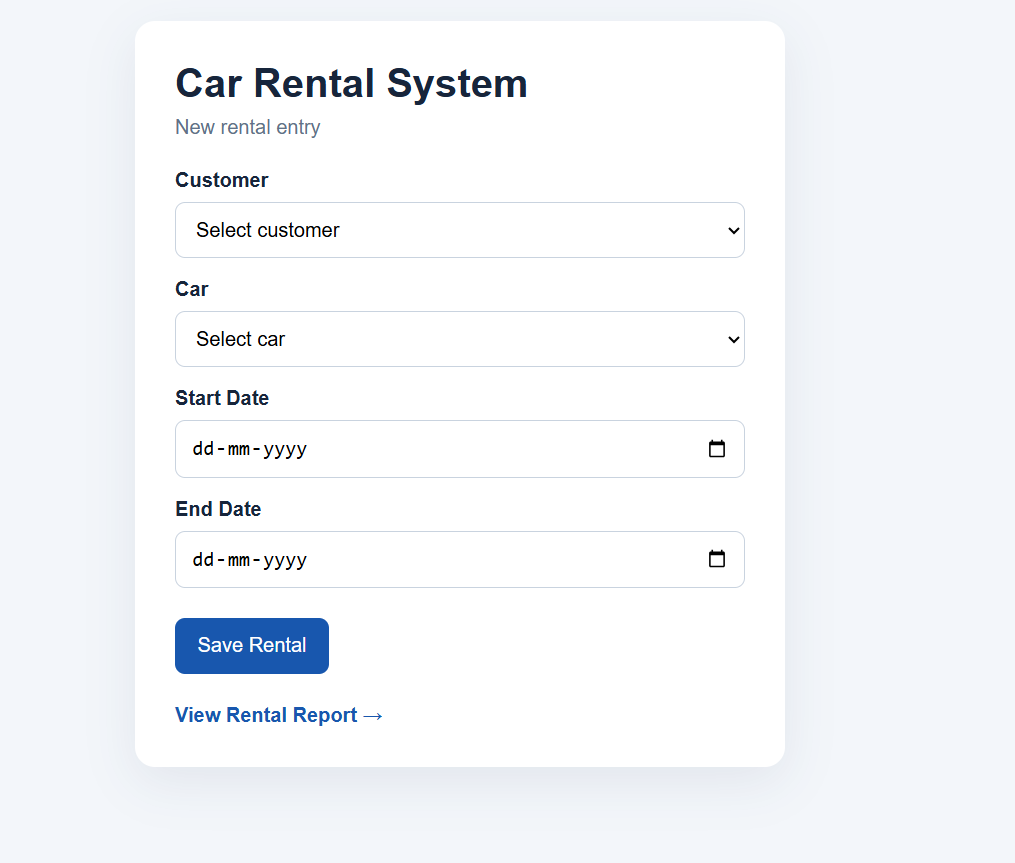 Car Rental System
New rental entry
Customer
Select customer
Car
Select car
Start Date
dd-mm-yyyy
End Date
dd-mm-yyyy
Save Rental
View Rental Report →